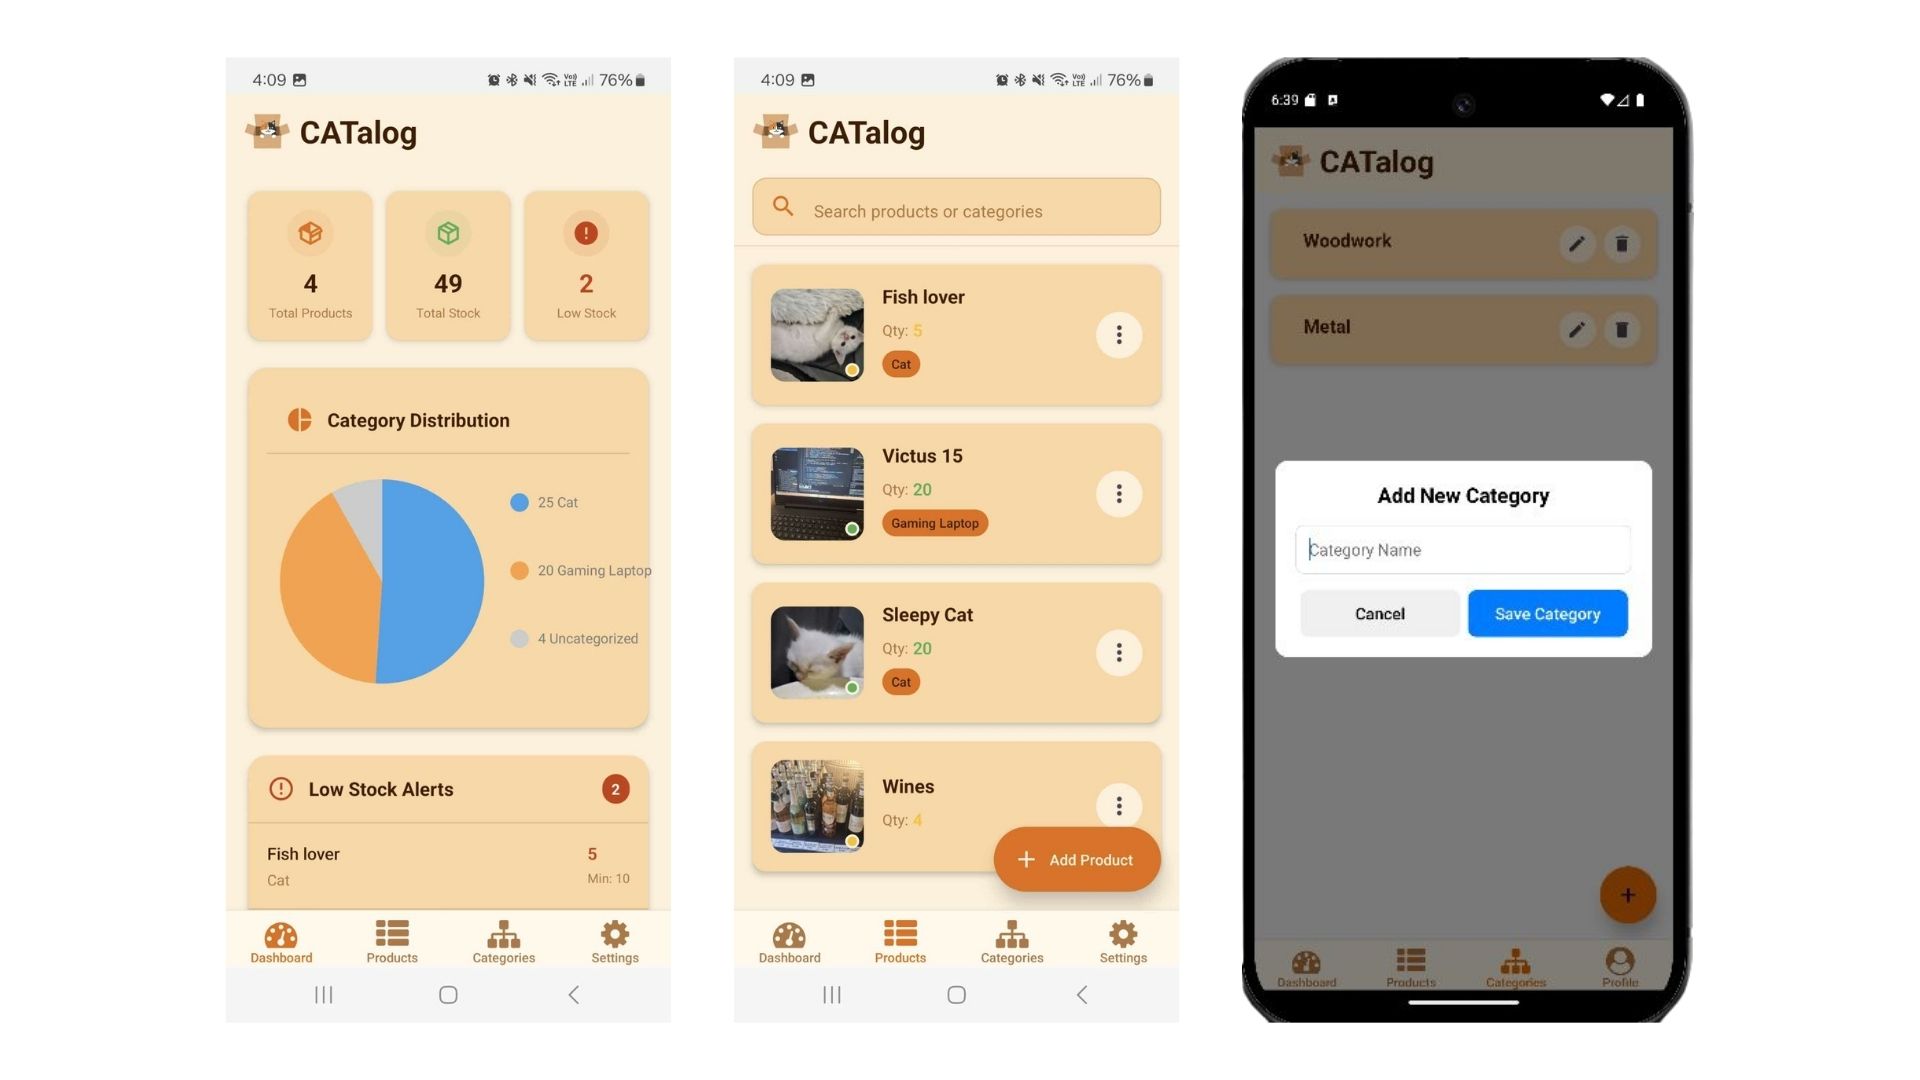 4:09
VoLTE 76%
CATalog
4
Total Products
49
Total Stock
2
Low Stock
Category Distribution
25 Cat
20 Gaming Laptop
4 Uncategorized
Low Stock Alerts
2
Fish lover
5
Cat
Min: 10
Dashboard
Products
Categories
Settings
4:09
VoLTE 76%
CATalog
Search products or categories
Fish lover
Qty: 5
Cat
Victus 15
Qty: 20
Gaming Laptop
Sleepy Cat
Qty: 20
Cat
Wines
Qty: 4
+ Add Product
Dashboard
Products
Categories
Settings
6:39
CATalog
Woodwork
Metal
Add New Category
Category Name
Cancel
Save Category
+
Dashboard
Products
Categories
Profile